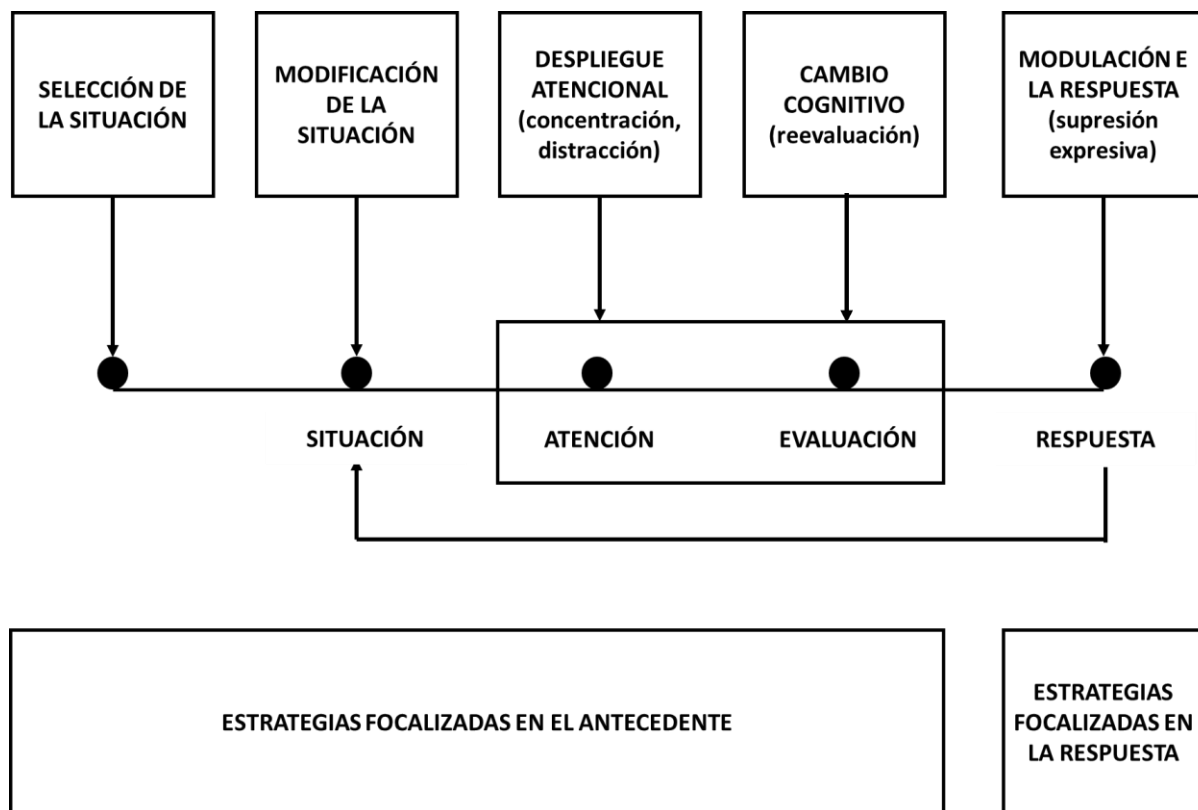 SELECCIÓN DE
LA SITUACIÓN
MODIFICACIÓN
DE LA
SITUACIÓN
DESPLIEGUE
ATENCIONAL
(concentración,
distracción)
CAMBIO
COGNITIVO
(reevaluación)
MODULACIÓN E
LA RESPUESTA
(supresión
expresiva)
SITUACIÓN
ATENCIÓN
EVALUACIÓN
RESPUESTA
ESTRATEGIAS FOCALIZADAS EN EL ANTECEDENTE
ESTRATEGIAS
FOCALIZADAS EN
LA RESPUESTA